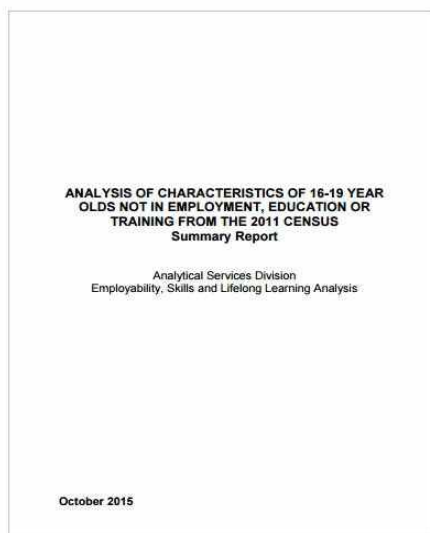 ANALYSIS OF CHARACTERISTICS OF 16-19 YEAR
OLDS NOT IN EMPLOYMENT, EDUCATION OR
TRAINING FROM THE 2011 CENSUS
Summary Report
Analytical Services Division
Employability, Skills and Lifelong Learning Analysis
October 2015